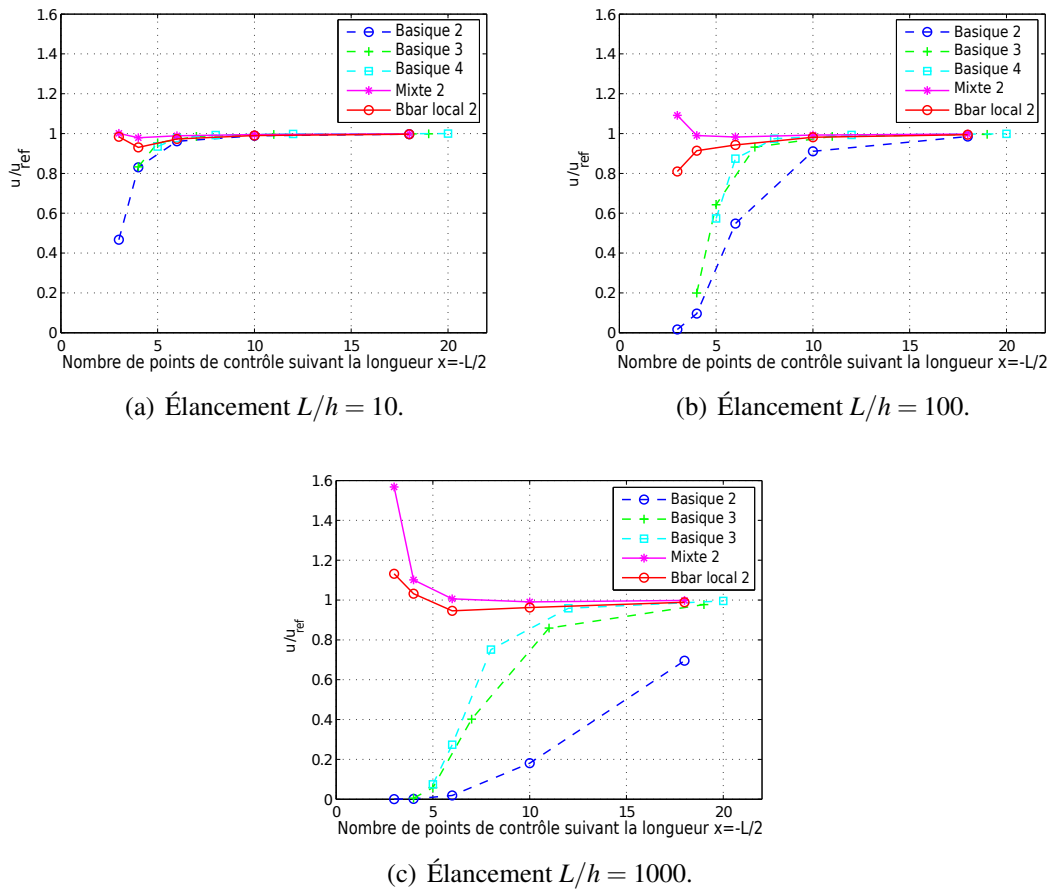 1.6
1.4
1.2
1
0.8
0.6
0.4
0.2
0
u/u_ref
0 5 10 15 20
Nombre de points de contrôle suivant la longueur x=-L/2
Basique 2
Basique 3
Basique 4
Mixte 2
Bbar local 2
(a) Élancement L/h = 10.
1.6
1.4
1.2
1
0.8
0.6
0.4
0.2
0
u/u_ref
0 5 10 15 20
Nombre de points de contrôle suivant la longueur x=-L/2
Basique 2
Basique 3
Basique 4
Mixte 2
Bbar local 2
(b) Élancement L/h = 100.
1.6
1.4
1.2
1
0.8
0.6
0.4
0.2
0
u/u_ref
0 5 10 15 20
Nombre de points de contrôle suivant la longueur x=-L/2
Basique 2
Basique 3
Basique 3
Mixte 2
Bbar local 2
(c) Élancement L/h = 1000.